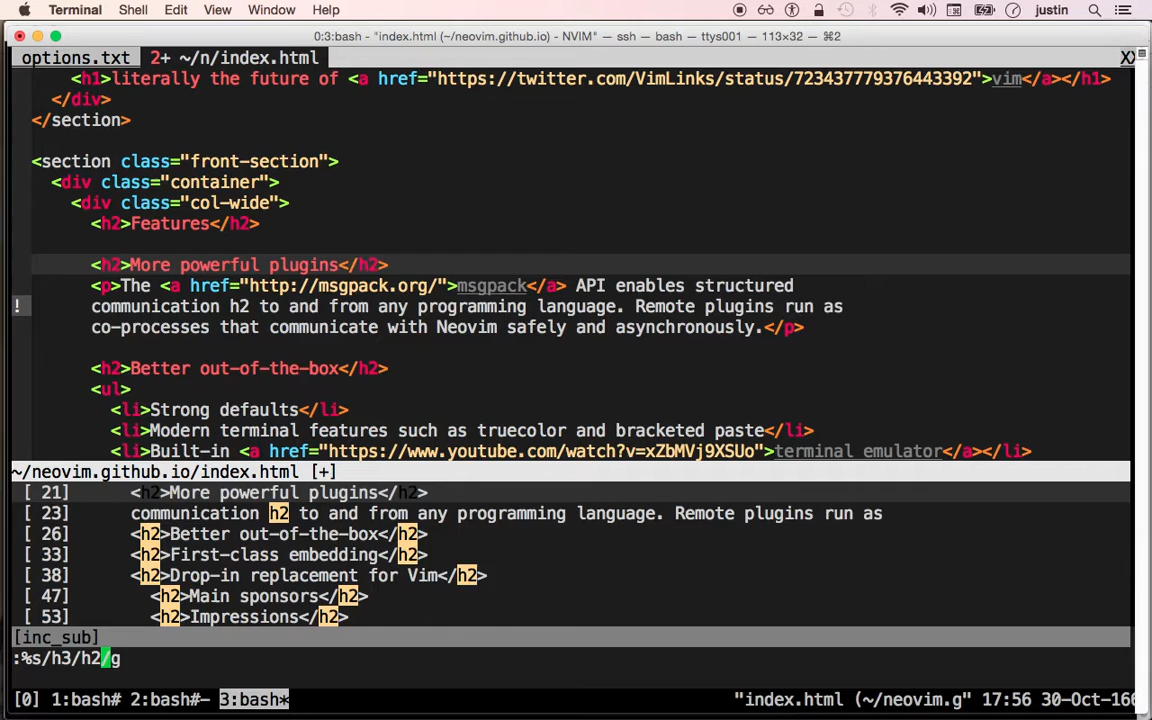 Terminal Shell Edit View Window Help justin
0:3:bash - "index.html (~/neovim.github.io) - NVIM" — ssh — bash — ttys001 — 113×32 — ⌘2
options.txt 2+ ~/n/index.html X
<h1>literally the future of <a href="https://twitter.com/VimLinks/status/723437779376443392">vim</a></h1>
</div>
</section>
<section class="front-section">
<div class="container">
<div class="col-wide">
<h2>Features</h2>
<h2>More powerful plugins</h2>
<p>The <a href="http://msgpack.org/">msgpack</a> API enables structured
! communication h2 to and from any programming language. Remote plugins run as
co-processes that communicate with Neovim safely and asynchronously.</p>
<h2>Better out-of-the-box</h2>
<ul>
<li>Strong defaults</li>
<li>Modern terminal features such as truecolor and bracketed paste</li>
<li>Built-in <a href="https://www.youtube.com/watch?v=xZbMVj9XSUo">terminal emulator</a></li>
~/neovim.github.io/index.html [+]
[ 21] <h2>More powerful plugins</h2>
[ 23] communication h2 to and from any programming language. Remote plugins run as
[ 26] <h2>Better out-of-the-box</h2>
[ 33] <h2>First-class embedding</h2>
[ 38] <h2>Drop-in replacement for Vim</h2>
[ 47] <h2>Main sponsors</h2>
[ 53] <h2>Impressions</h2>
[inc_sub]
:%s/h3/h2/g
[0] 1:bash# 2:bash#- 3:bash* "index.html (~/neovim.g" 17:56 30-Oct-166